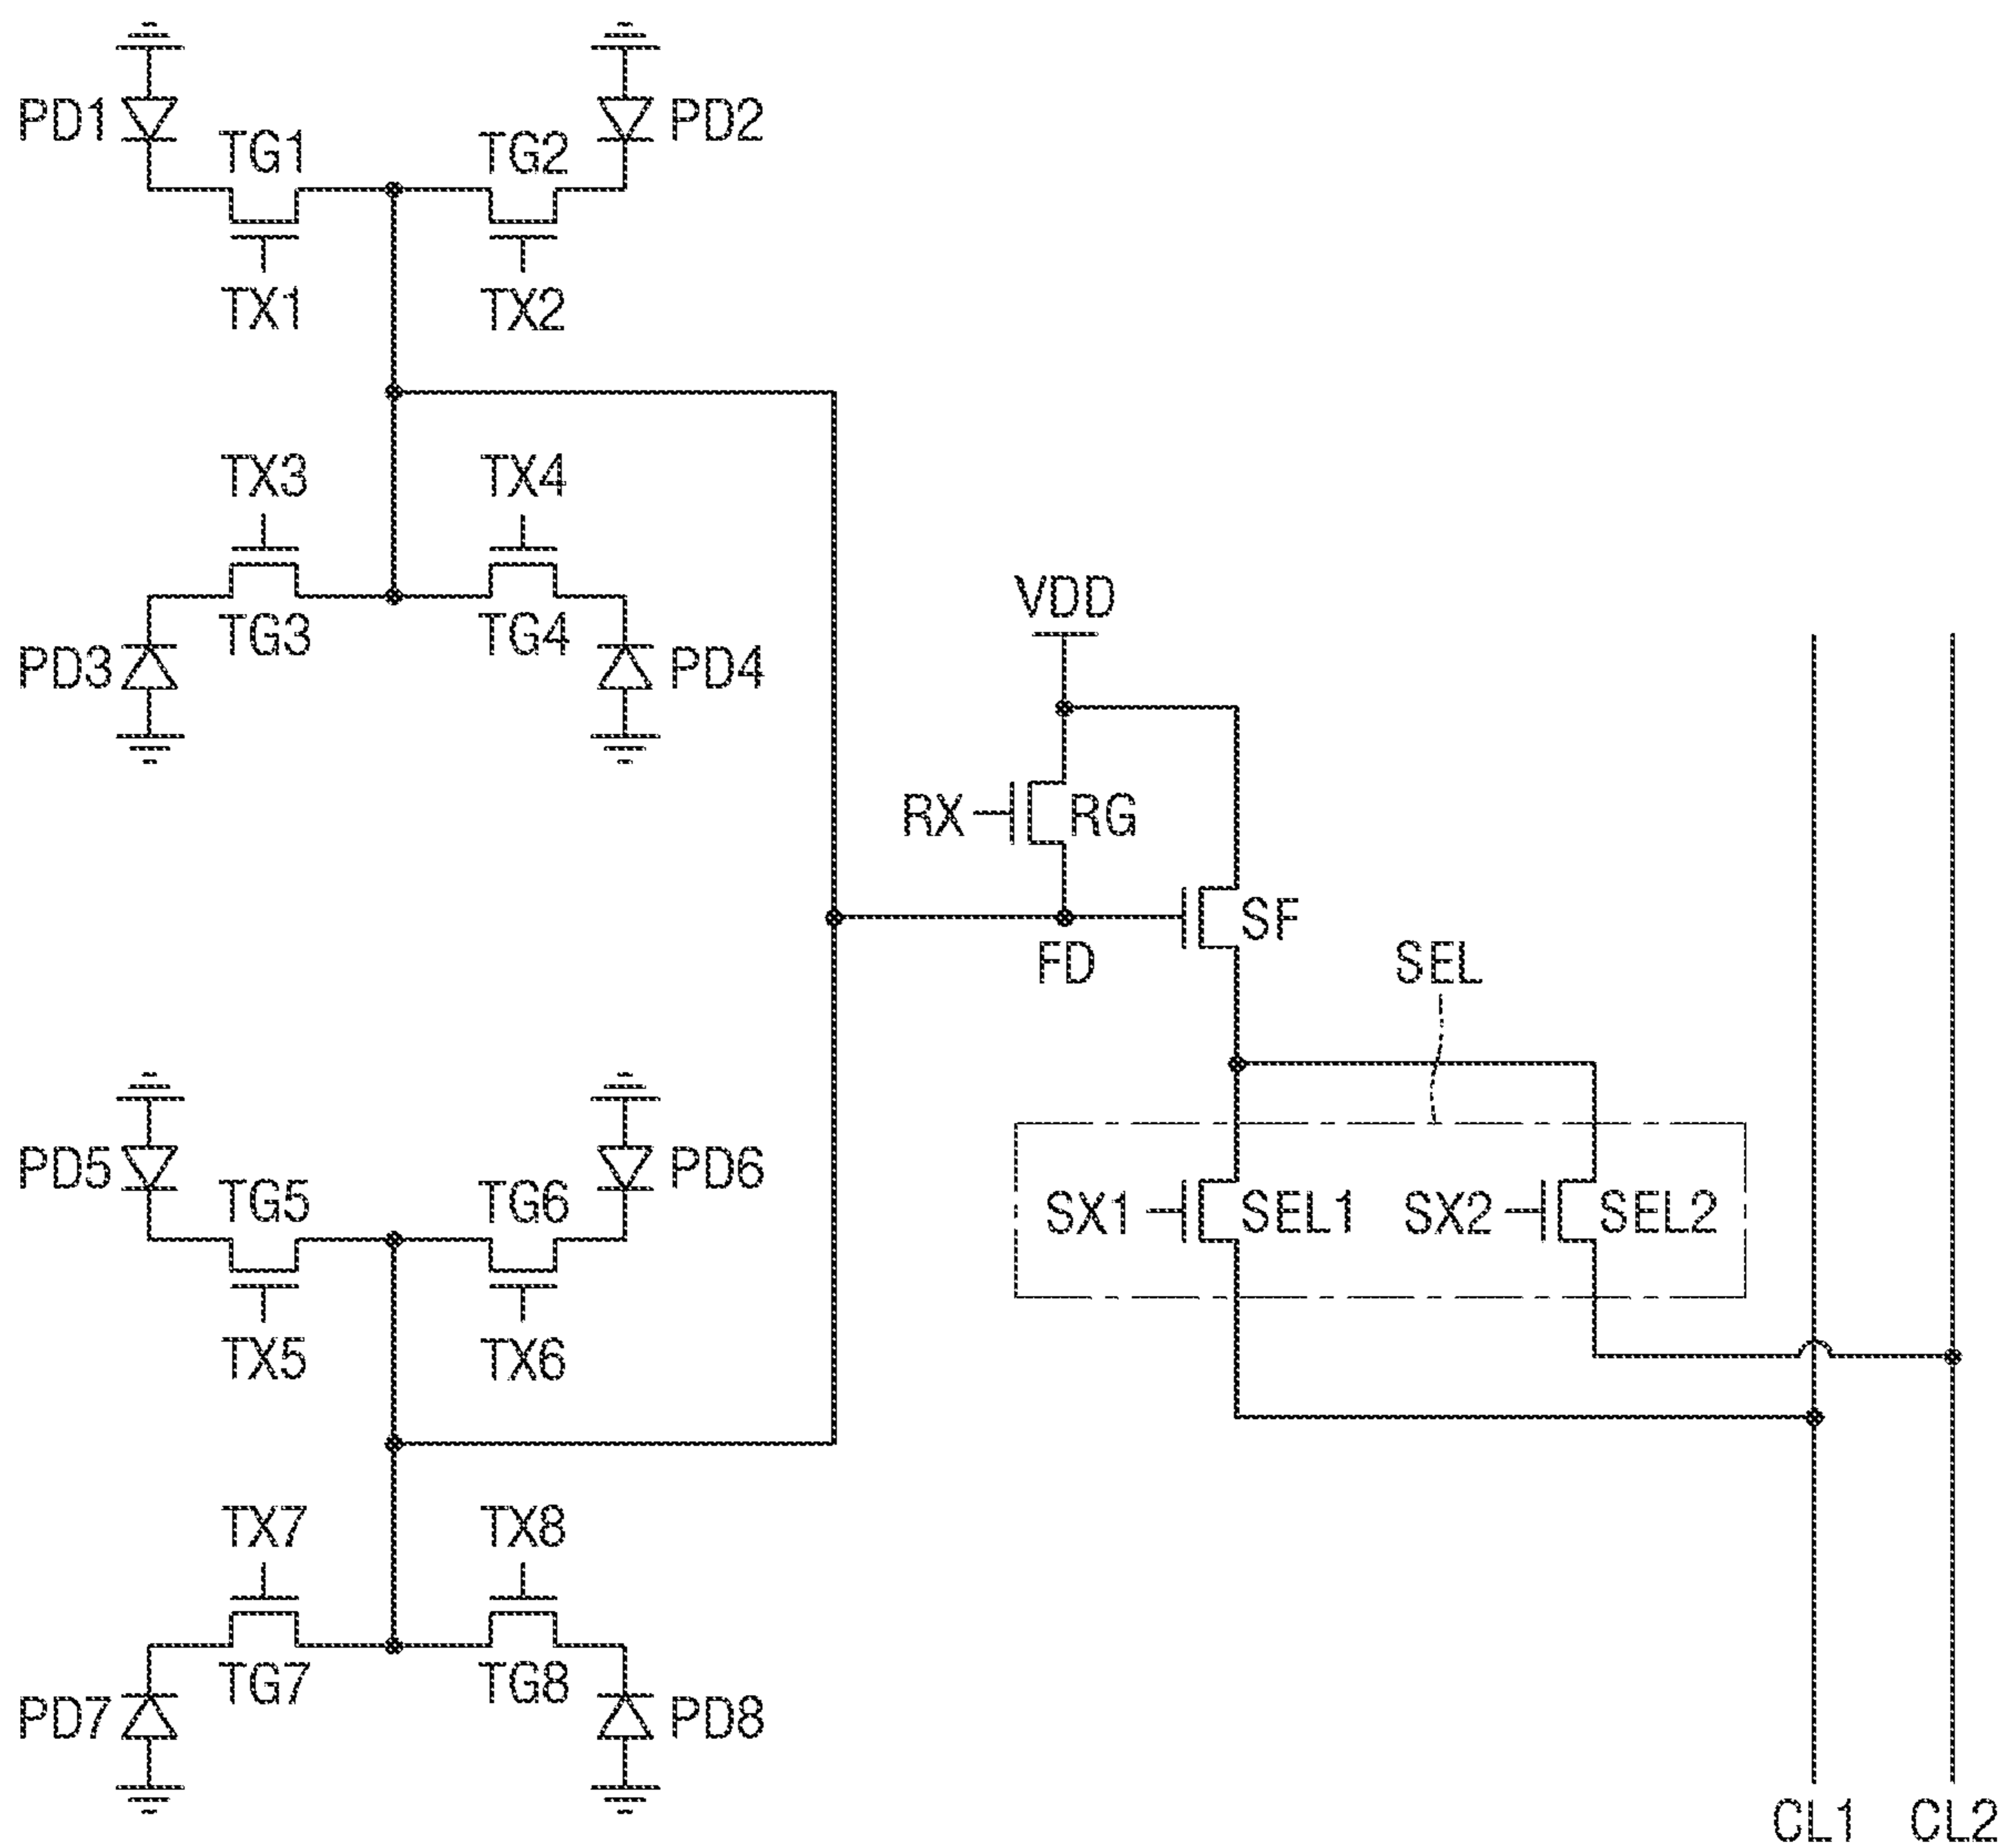 PD1
TG1
TG2
PD2
TX1
TX2
TX3
TX4
PD3
TG3
TG4
PD4
VDD
RX
RG
SF
FD
SEL
PD5
TG5
TG6
PD6
SX1
SEL1
SX2
SEL2
TX5
TX6
TX7
TX8
PD7
TG7
TG8
PD8
CL1
CL2